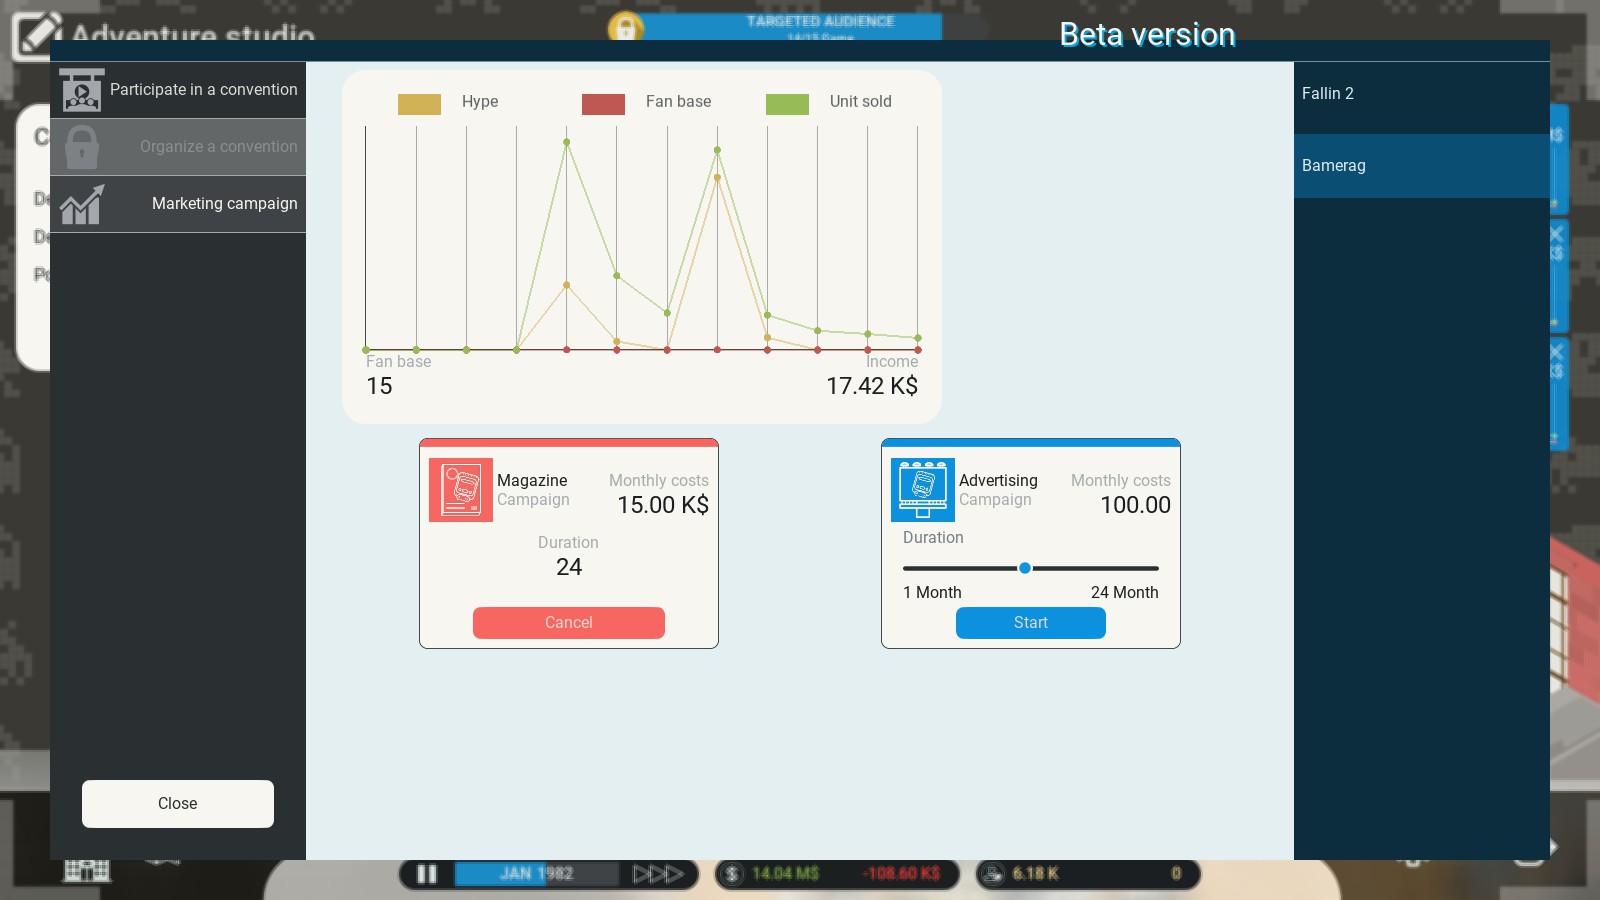 Adventure studio
TARGETED AUDIENCE
Beta version
Participate in a convention
Organize a convention
Marketing campaign
Hype
Fan base
Unit sold
Fan base
15
Income
17.42 K$
Fallin 2
Bamerag
Magazine
Campaign
Monthly costs
15.00 K$
Duration
24
Cancel
Advertising
Campaign
Monthly costs
100.00
Duration
1 Month
24 Month
Start
Close
JAN 1982
14.04 M$
-108.60 K$
6.18 K
0